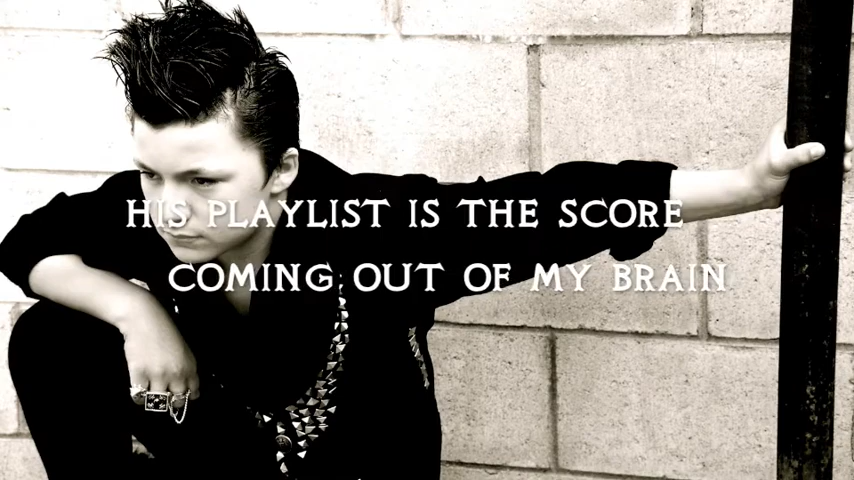 HIS PLAYLIST IS THE SCORE
COMING OUT OF MY BRAIN